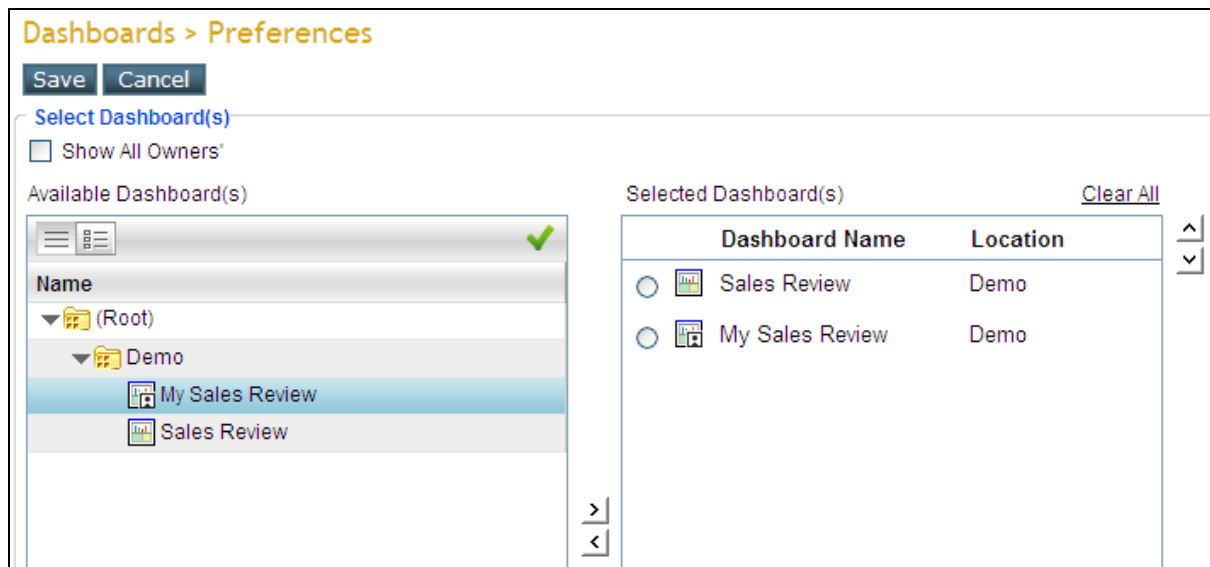 Dashboards > Preferences
Save Cancel
Select Dashboard(s)
Show All Owners'
Available Dashboard(s)
Name
(Root)
Demo
My Sales Review
Sales Review
Selected Dashboard(s) Clear All
Dashboard Name Location
Sales Review Demo
My Sales Review Demo